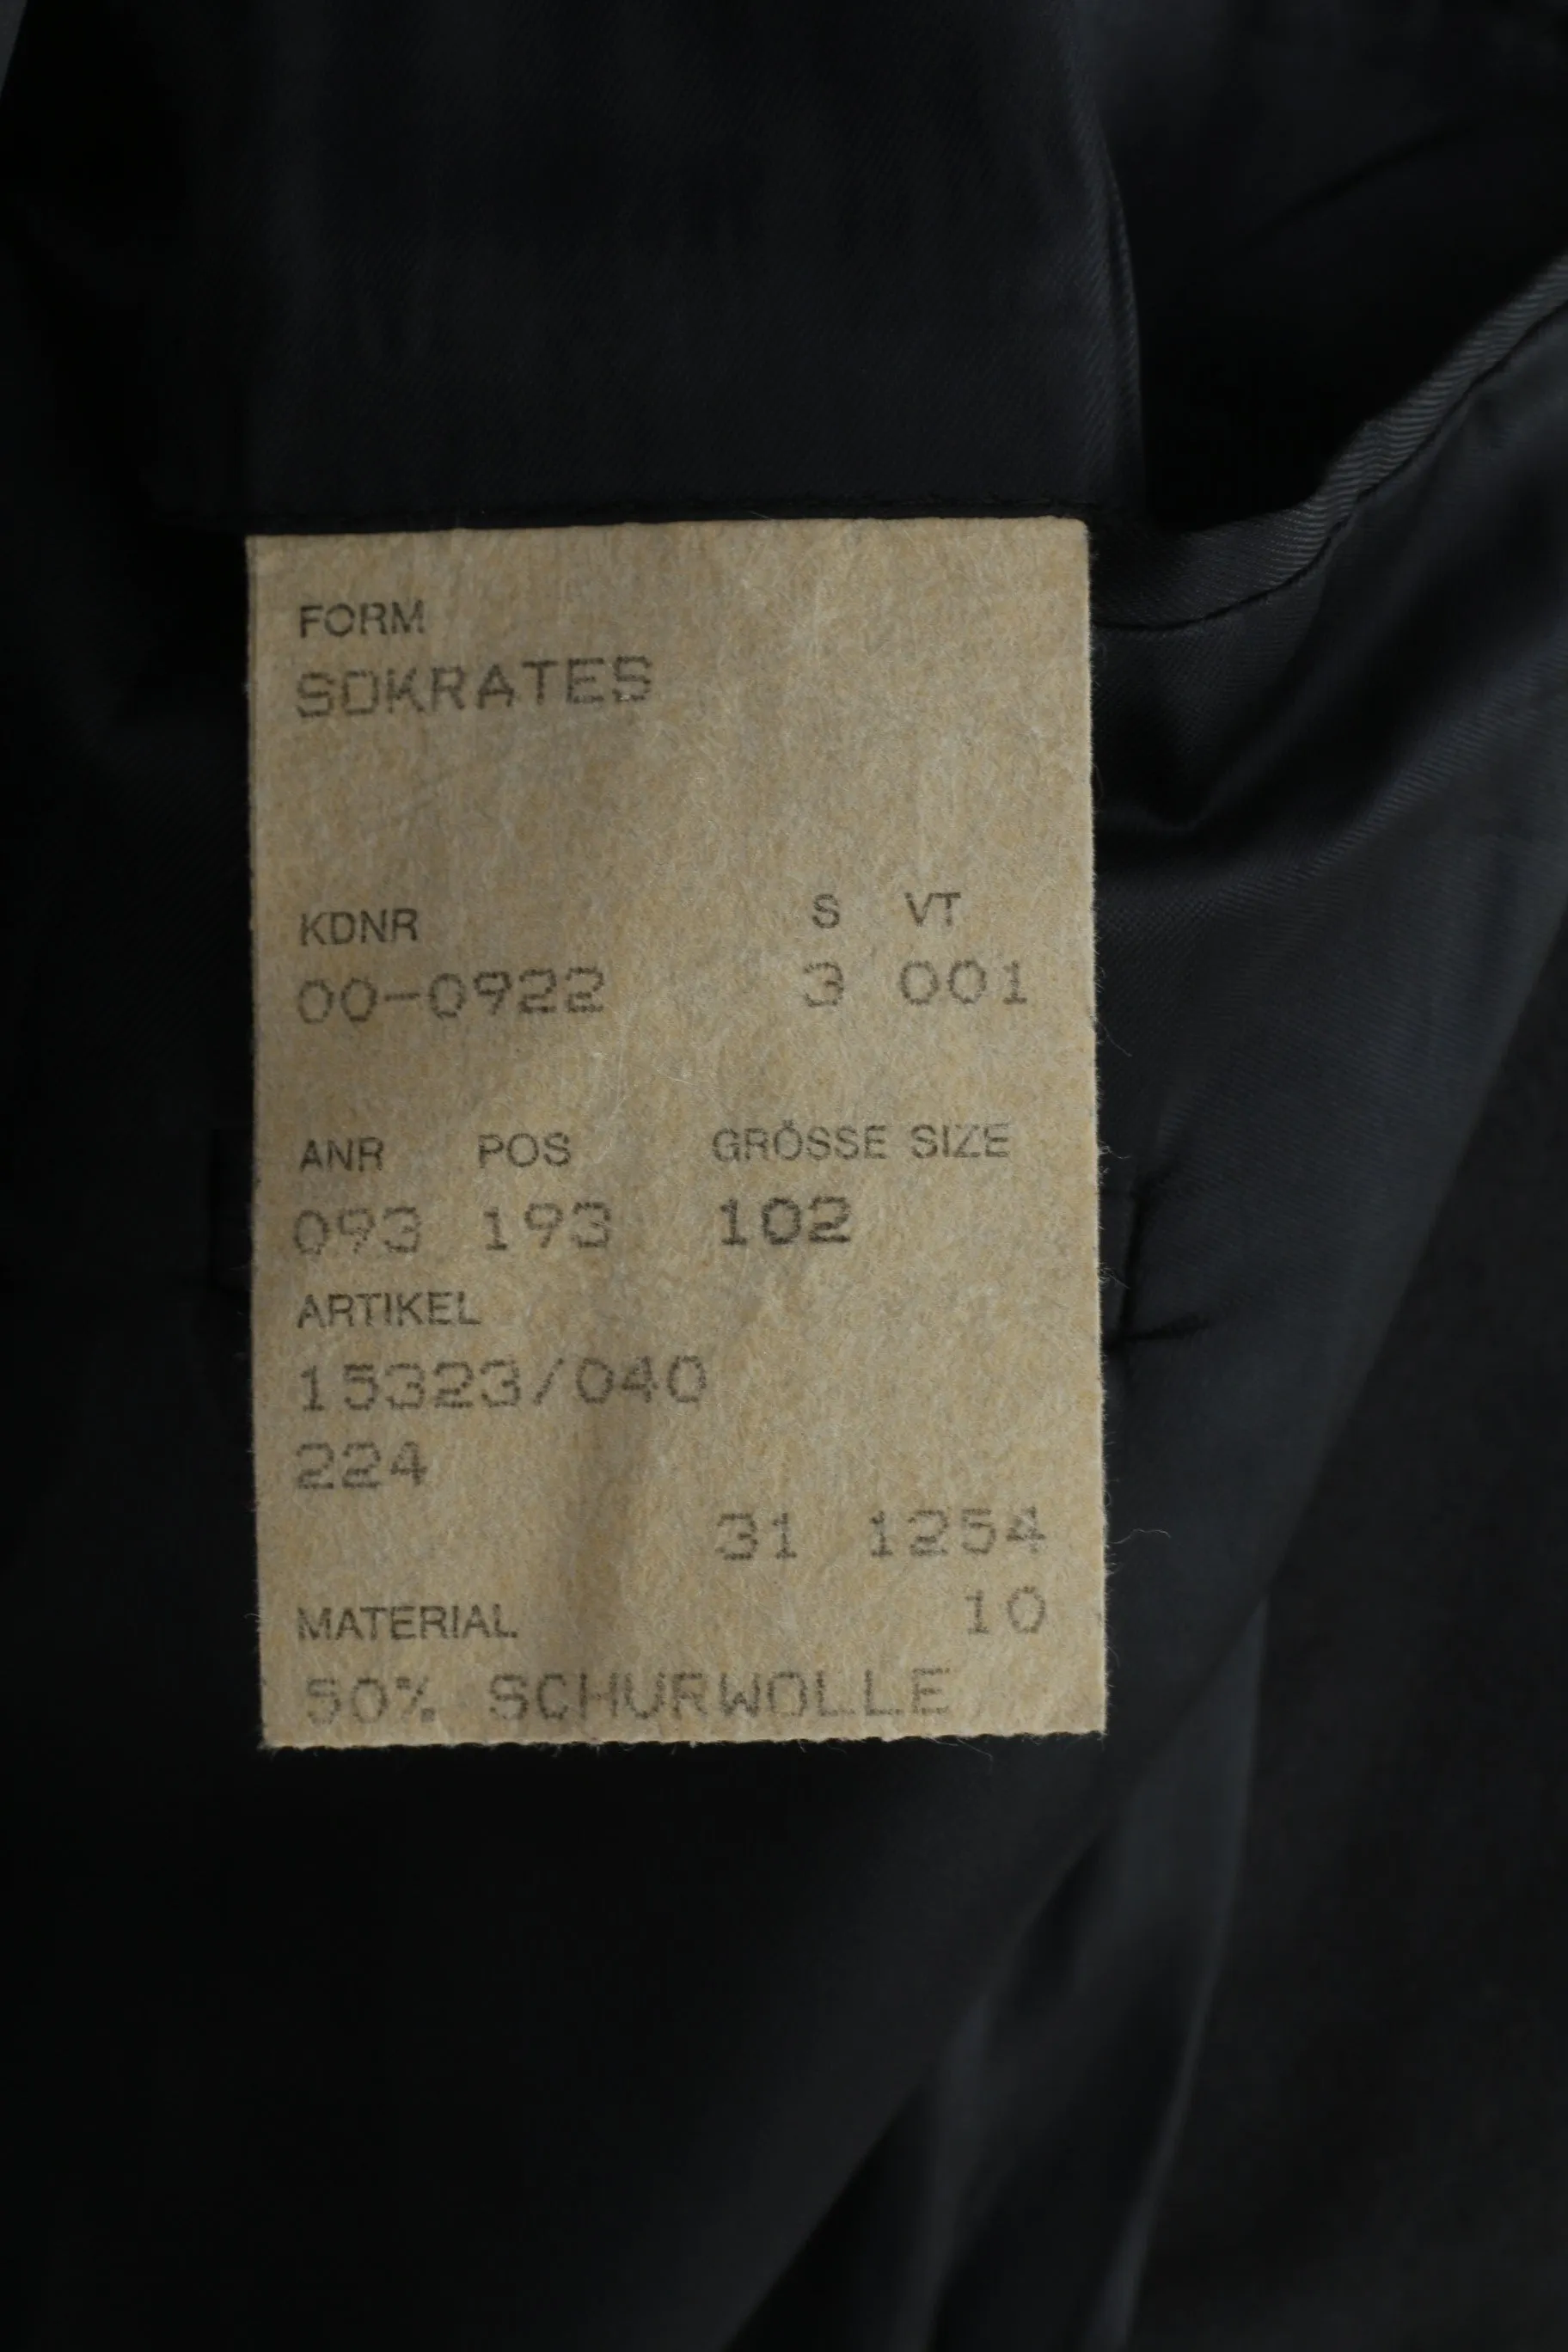 FORM
SOKRATES
KDNR S VT
00-0922 3 001
ANR POS GRÖSSE SIZE
093 193 102
ARTIKEL
15323/040
224
31 1254
MATERIAL 10
50% SCHURWOLLE